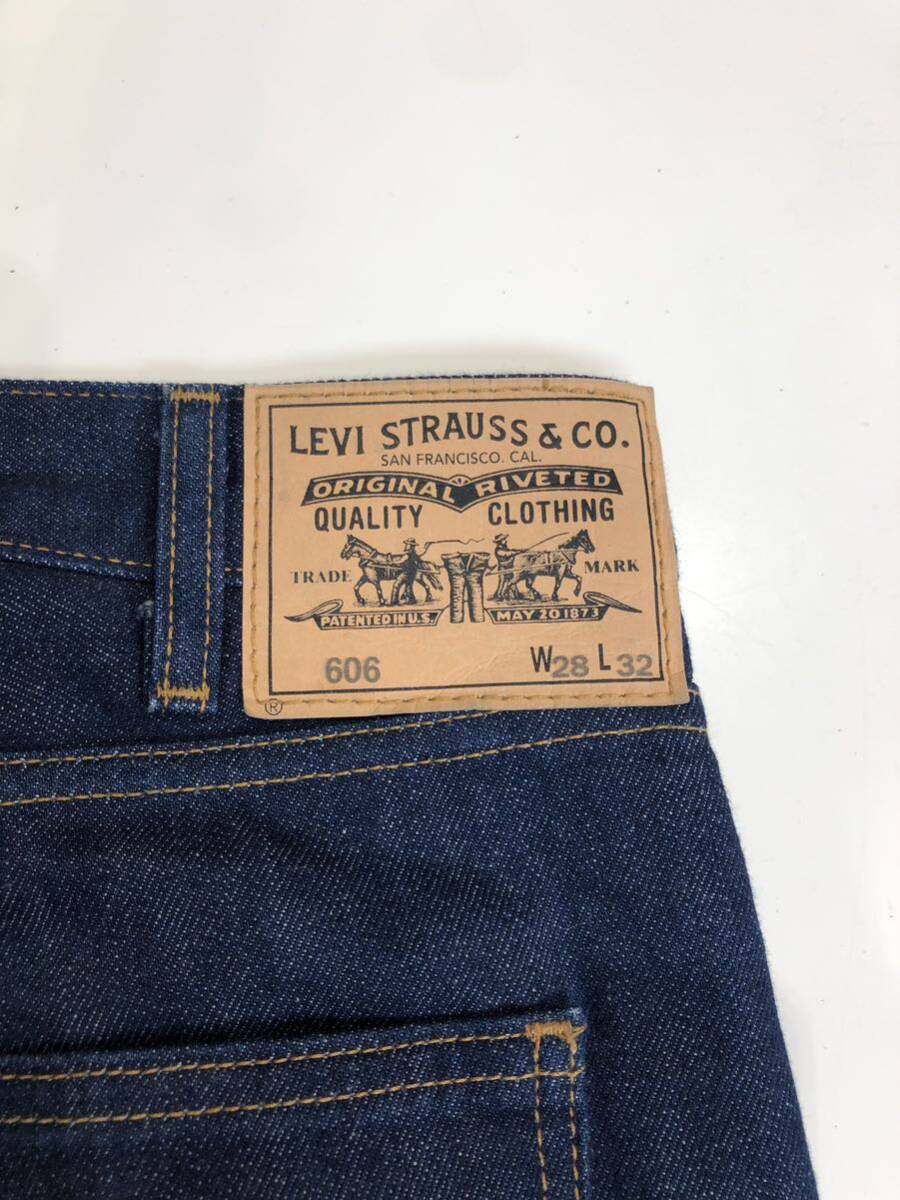 LEVI STRAUSS & CO.
SAN FRANCISCO. CAL.
ORIGINAL RIVETED
QUALITY CLOTHING
TRADE MARK
PATENTED IN U.S. MAY 20 1873
606 W28 L32
®